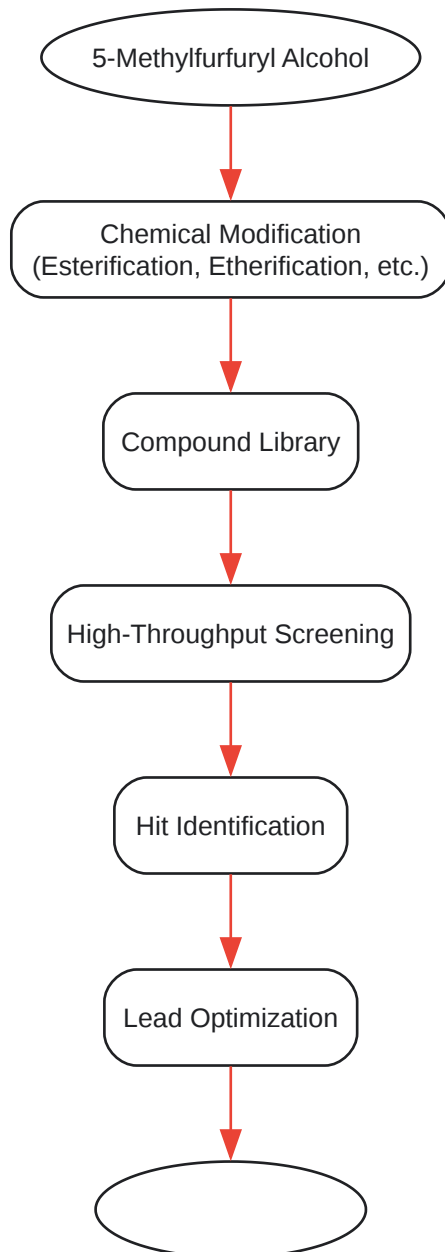 5-Methylfurfuryl Alcohol
Chemical Modification
(Esterification, Etherification, etc.)
Compound Library
High-Throughput Screening
Hit Identification
Lead Optimization